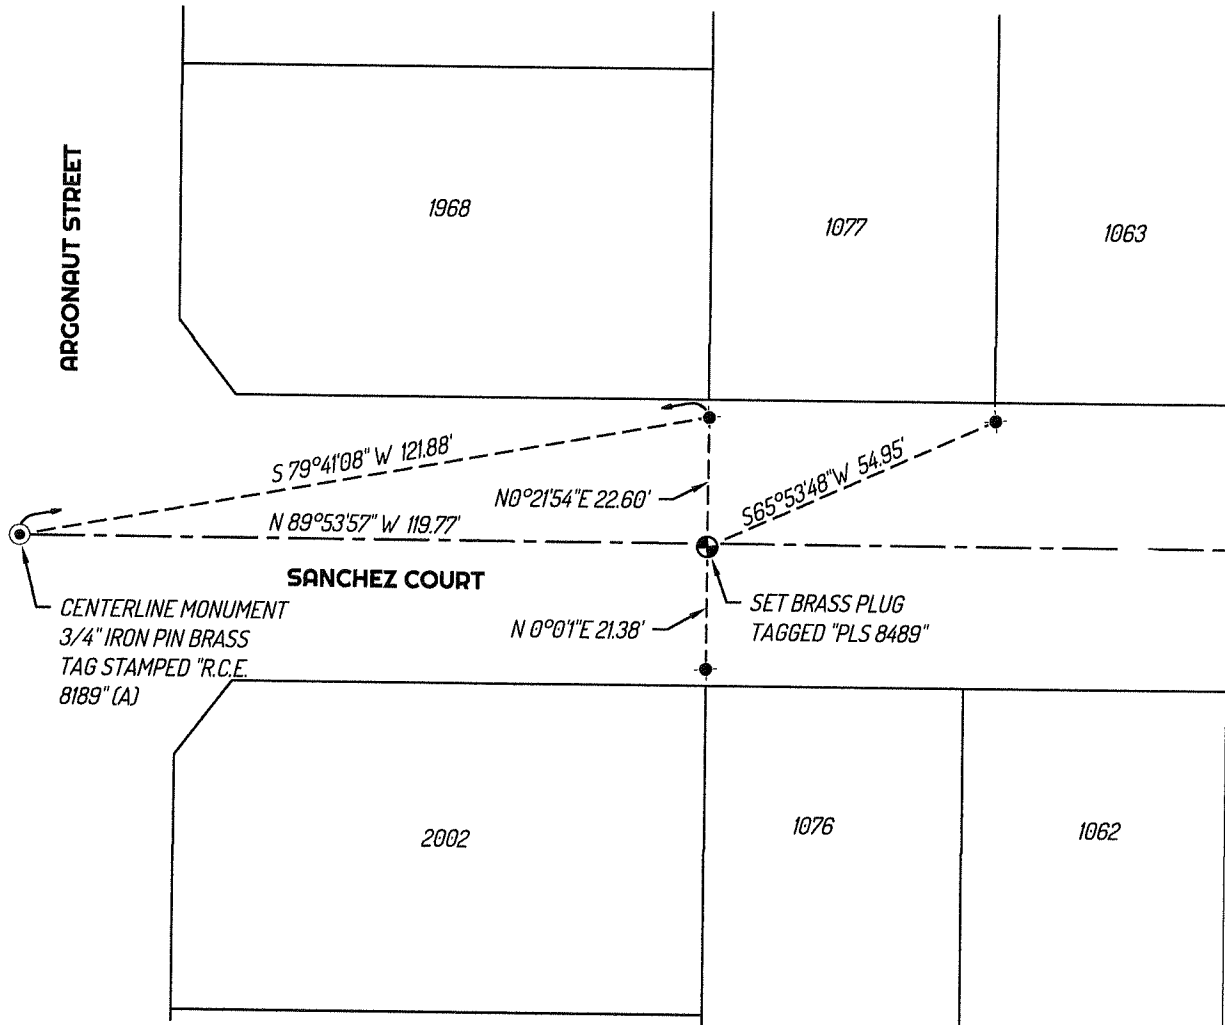 ARGONAUT STREET
1968
1077
1063
S 79°41'08" W 121.88'
N0°21'54"E 22.60'
S65°53'48"W 54.95'
N 89°53'57" W 119.77'
SANCHEZ COURT
CENTERLINE MONUMENT
3/4" IRON PIN BRASS
TAG STAMPED "R.C.E.
8189" (A)
N 0°0'1"E 21.38'
SET BRASS PLUG
TAGGED "PLS 8489"
2002
1076
1062